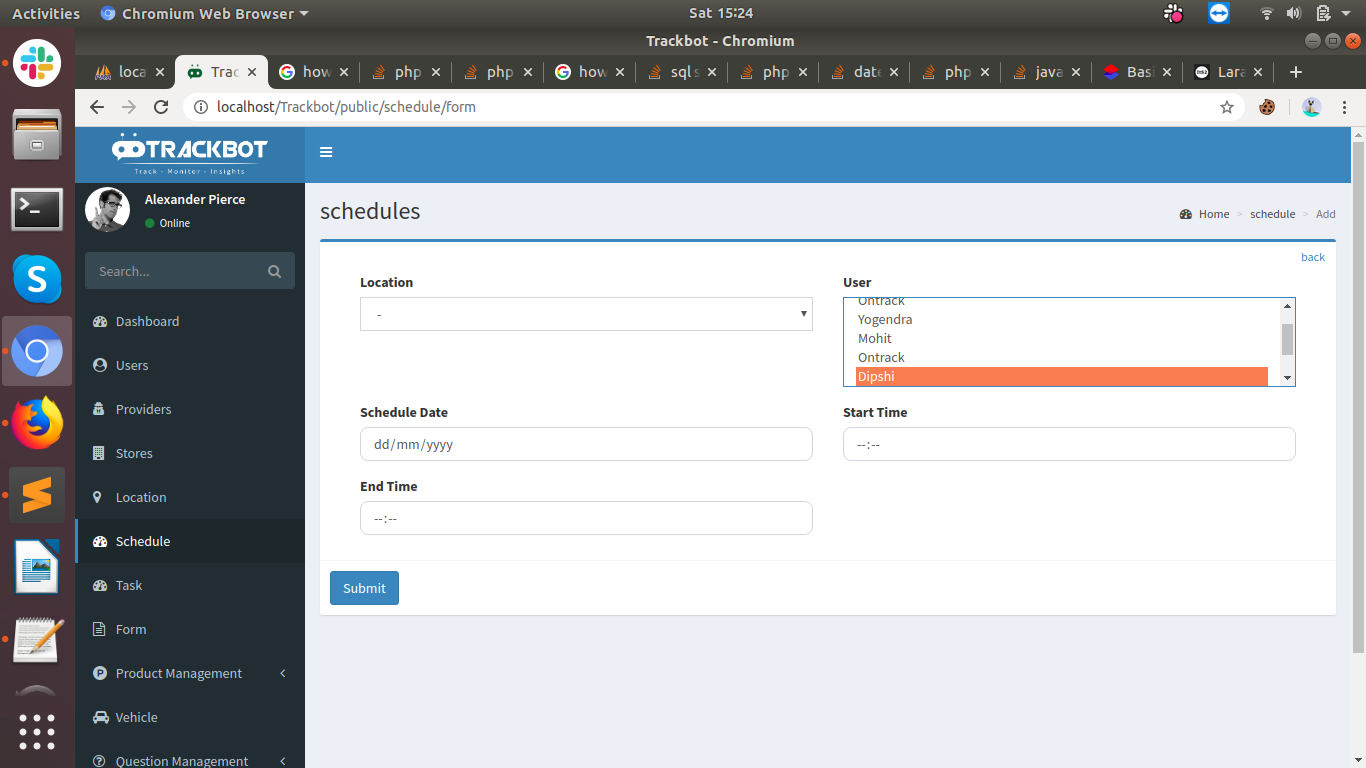 Activities
Chromium Web Browser
Sat 15:24
Trackbot - Chromium
loca
Trac
how
php
php
how
sql s
php
date
php
java
Basi
Lara
localhost/Trackbot/public/schedule/form
TRACKBOT
Track - Monitor - Insights
Alexander Pierce
Online
Search...
Dashboard
Users
Providers
Stores
Location
Schedule
Task
Form
Product Management
Vehicle
Question Management
schedules
Home > schedule > Add
back
Location
-
User
Ontrack
Yogendra
Mohit
Ontrack
Dipshi
Schedule Date
dd/mm/yyyy
Start Time
--:--
End Time
--:--
Submit